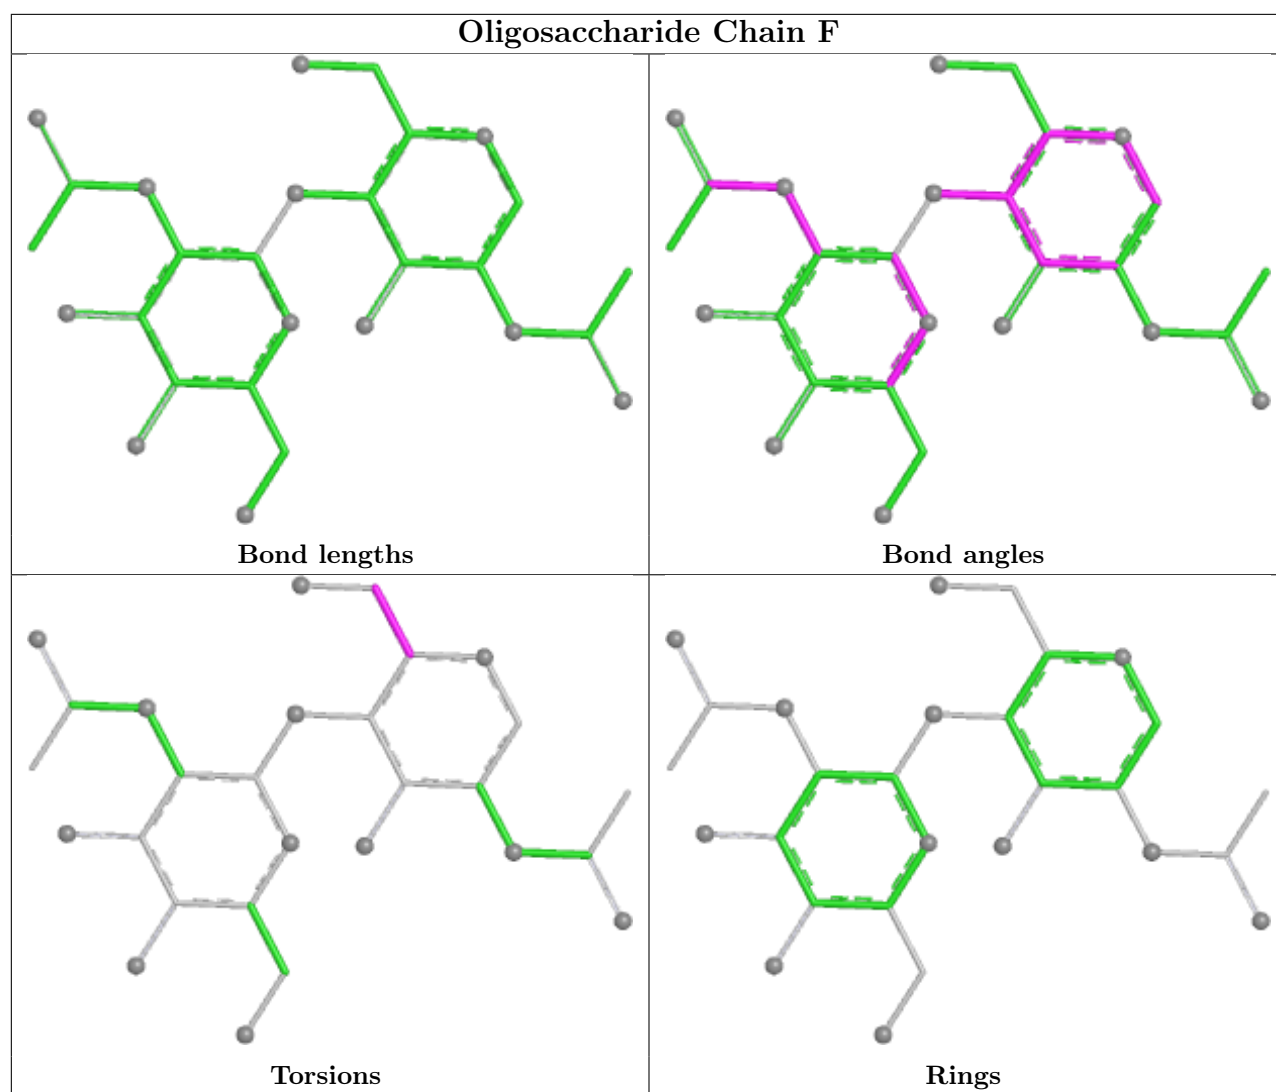 Oligosaccharide Chain F
Bond lengths
Bond angles
Torsions
Rings